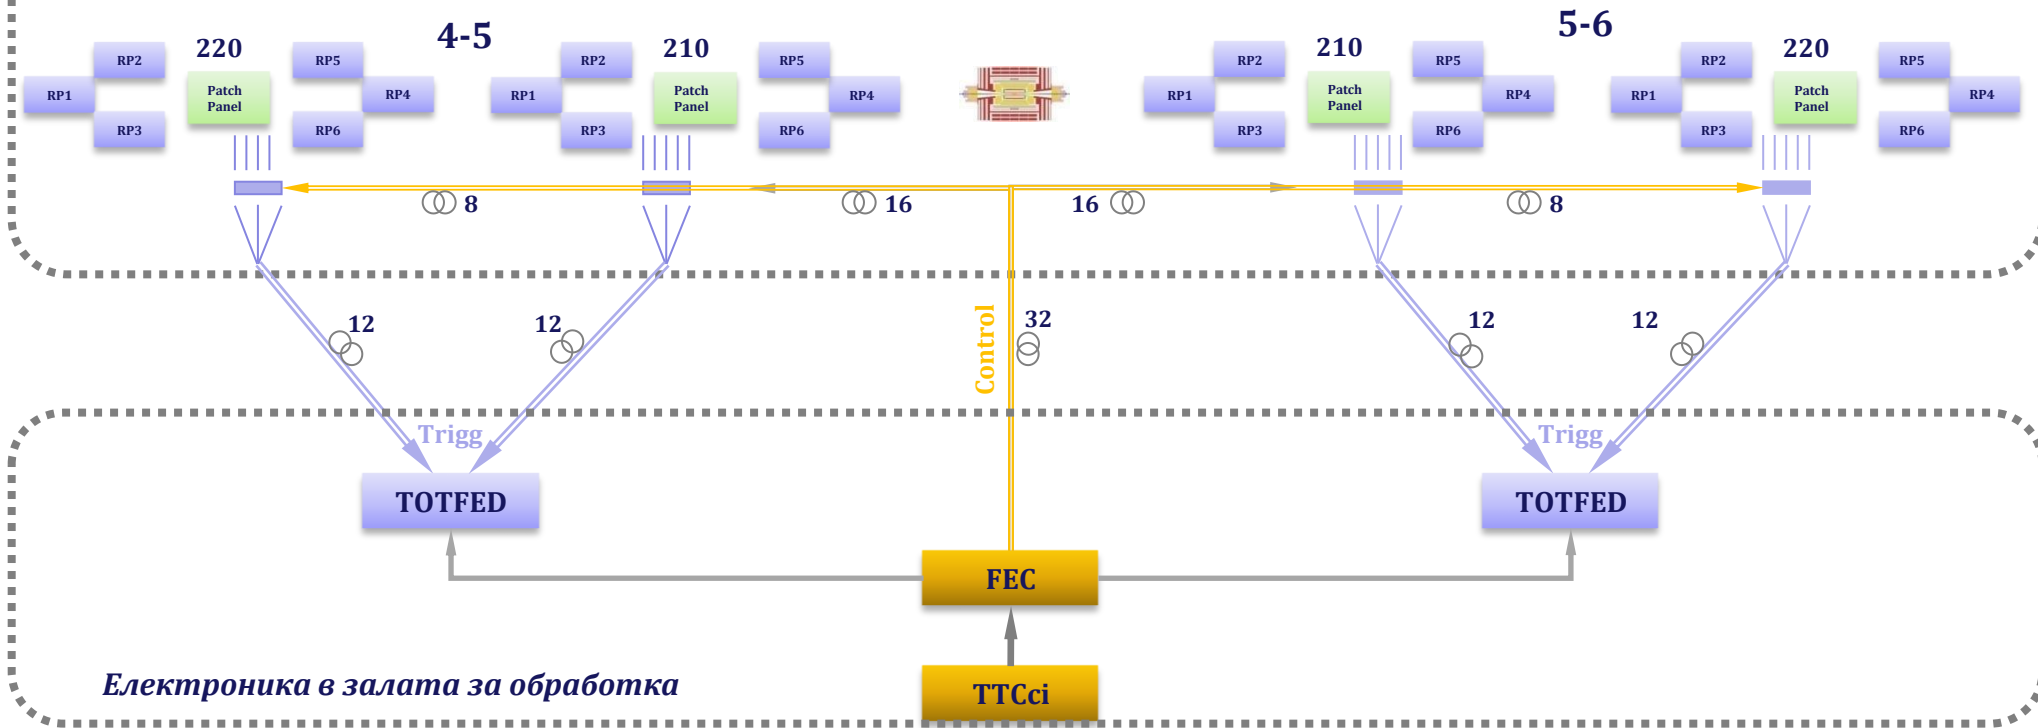 4-5
5-6
220
210
210
220
RP2
RP5
RP2
RP5
RP2
RP5
RP2
RP5
RP1
Patch
Panel
RP4
RP1
Patch
Panel
RP4
RP1
Patch
Panel
RP4
RP1
Patch
Panel
RP4
RP3
RP6
RP3
RP6
RP3
RP6
RP3
RP6
8
16
16
8
12
12
32
12
12
Control
Trigg
Trigg
TOTFED
TOTFED
FEC
TTCci
Електроника в залата за обработка